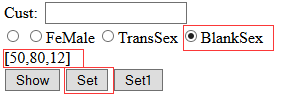 Cust:
FeMale TransSex BlankSex
[50,80,12]
Show Set Set1